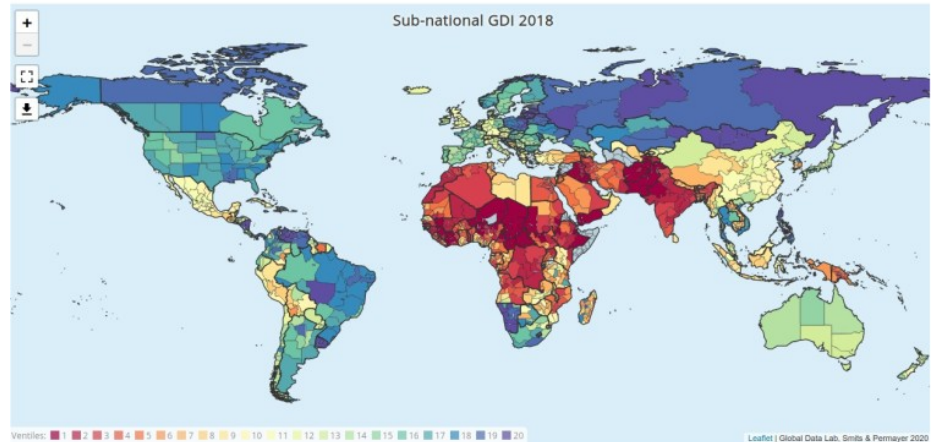 +
−
Sub-national GDI 2018
Ventiles: 1 2 3 4 5 6 7 8 9 10 11 12 13 14 15 16 17 18 19 20
Leaflet | Global Data Lab, Smits & Permayer 2020